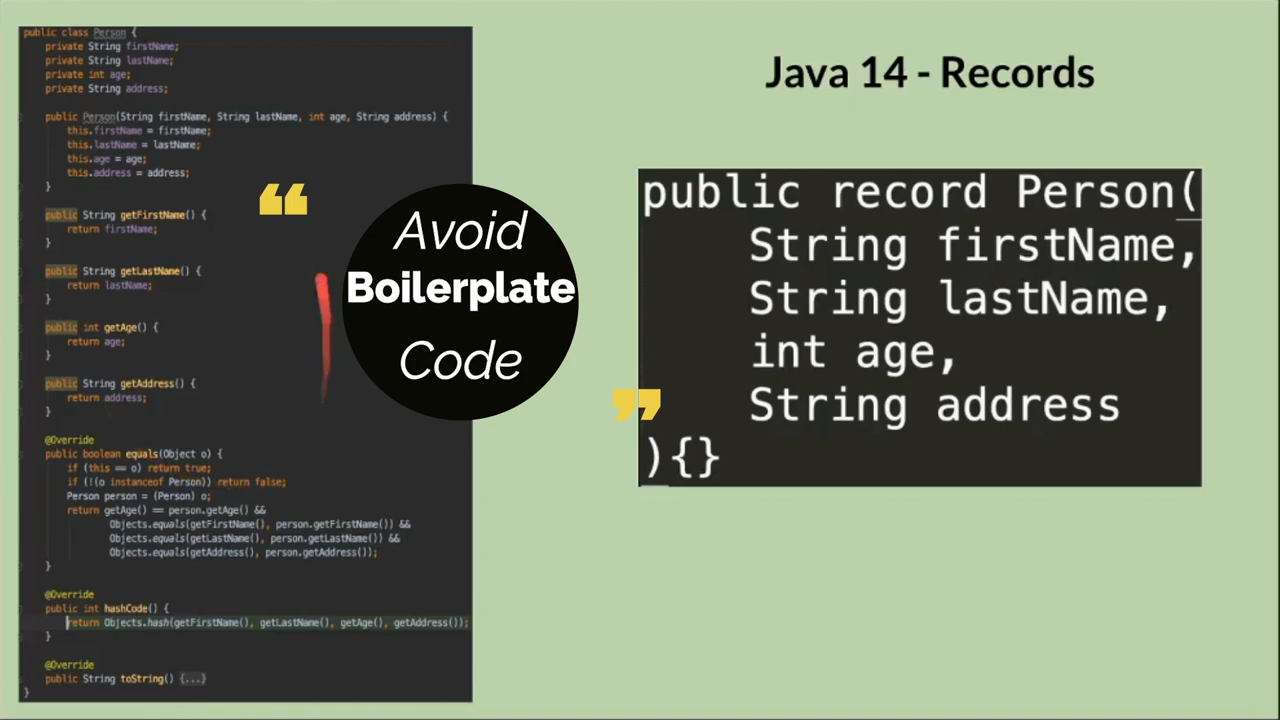 public class Person {
private String firstName;
private String lastName;
private int age;
private String address;
public Person(String firstName, String lastName, int age, String address) {
this.firstName = firstName;
this.lastName = lastName;
this.age = age;
this.address = address;
}
public String getFirstName() {
return firstName;
}
public String getLastName() {
return lastName;
}
public int getAge() {
return age;
}
public String getAddress() {
return address;
}
@Override
public boolean equals(Object o) {
if (this == o) return true;
if (!(o instanceof Person)) return false;
Person person = (Person) o;
return getAge() == person.getAge() &&
Objects.equals(getFirstName(), person.getFirstName()) &&
Objects.equals(getLastName(), person.getLastName()) &&
Objects.equals(getAddress(), person.getAddress());
}
@Override
public int hashCode() {
return Objects.hash(getFirstName(), getLastName(), getAge(), getAddress());
}
@Override
public String toString() {...}
}
“
Avoid
Boilerplate
Code
”
Java 14 - Records
public record Person(
String firstName,
String lastName,
int age,
String address
){}